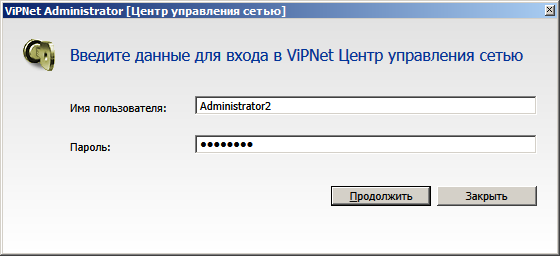 ViPNet Administrator [Центр управления сетью]
Введите данные для входа в ViPNet Центр управления сетью
Имя пользователя: Administrator2
Пароль: ●●●●●●●●
Продолжить Закрыть